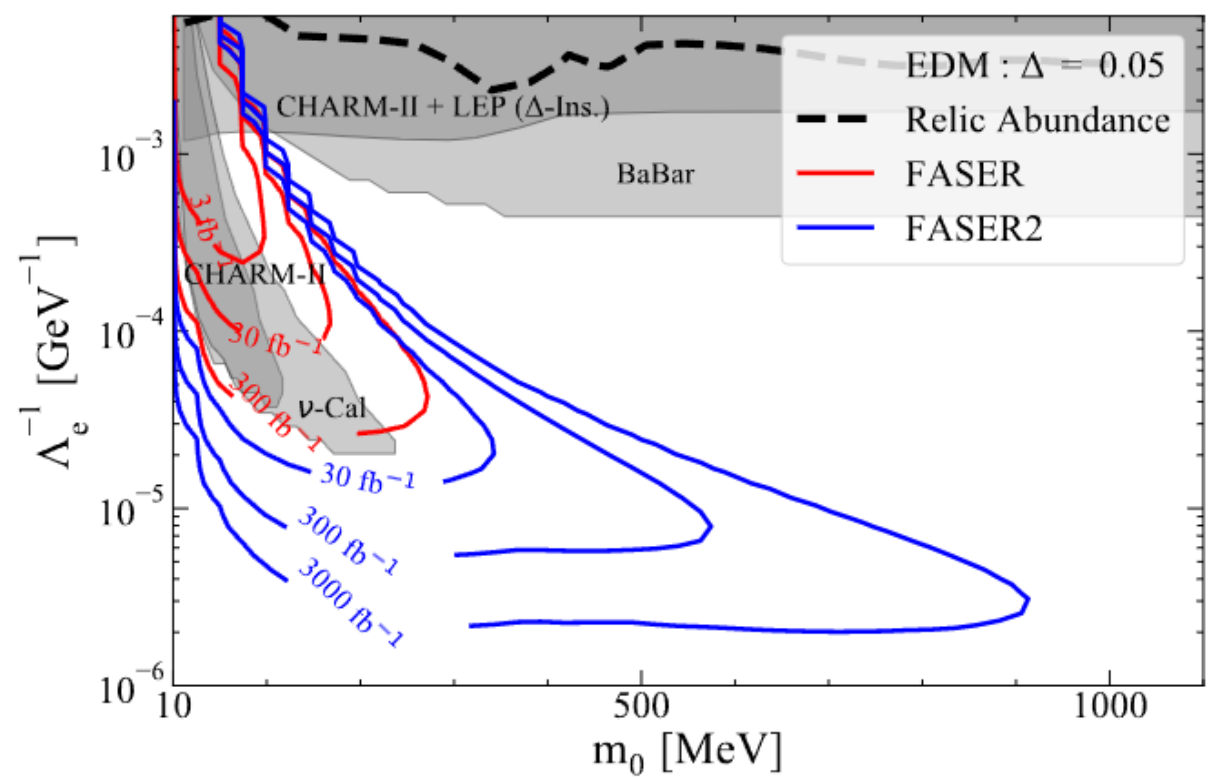 EDM : Δ = 0.05
Relic Abundance
FASER
FASER2
CHARM-II + LEP (Δ-Ins.)
BaBar
3 fb⁻¹
CHARM-II
30 fb⁻¹
300 fb⁻¹
ν-Cal
30 fb⁻¹
300 fb⁻¹
3000 fb⁻¹
10⁻³
10⁻⁴
10⁻⁵
10⁻⁶
Λₑ⁻¹ [GeV⁻¹]
10 500 1000
m₀ [MeV]